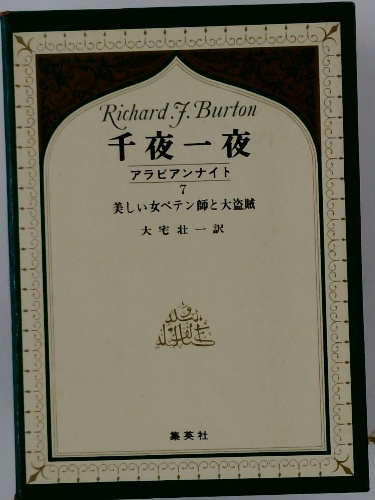 Richard F. Burton
千夜一夜
アラビアンナイト
7
美しい女ペテン師と大盗賊
大宅壮一訳
集英社